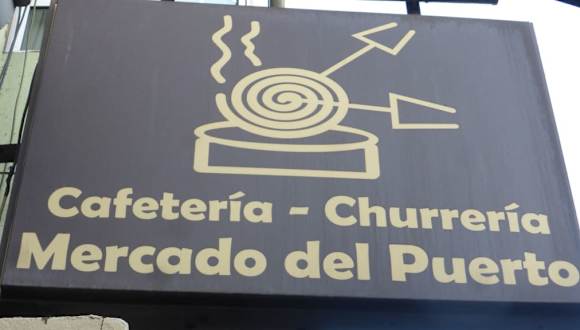 Cafetería - Churrería
Mercado del Puerto